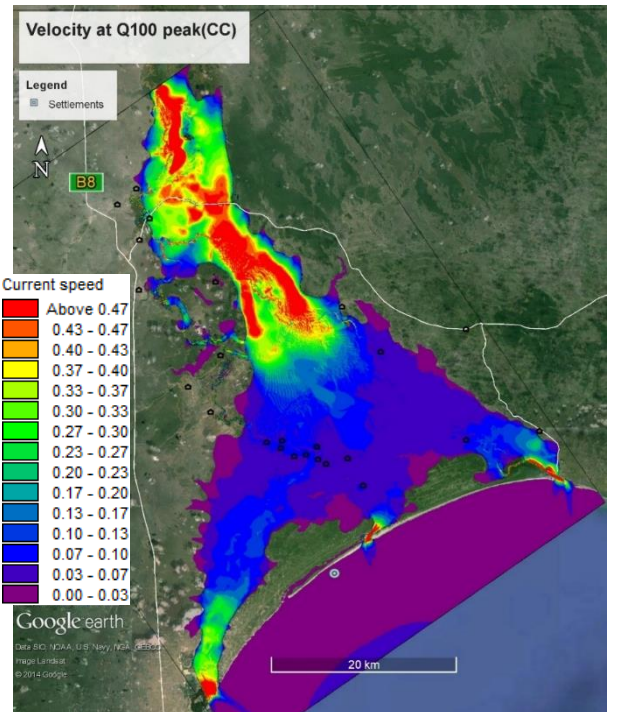 Velocity at Q100 peak(CC)
Legend
Settlements
N
B8
Current speed
Above 0.47
0.43 - 0.47
0.40 - 0.43
0.37 - 0.40
0.33 - 0.37
0.30 - 0.33
0.27 - 0.30
0.23 - 0.27
0.20 - 0.23
0.17 - 0.20
0.13 - 0.17
0.10 - 0.13
0.07 - 0.10
0.03 - 0.07
0.00 - 0.03
Google earth
Data SIO, NOAA, U.S. Navy, NGA, GEBCO
Image Landsat
© 2014 Google
20 km